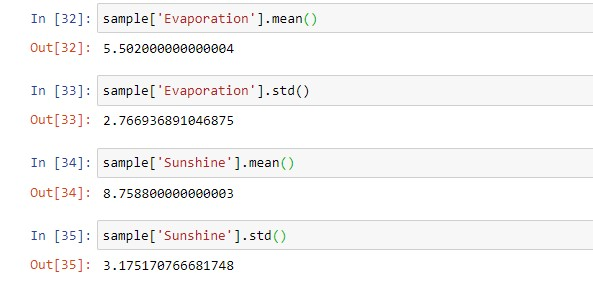 In [32]: sample['Evaporation'].mean()
Out[32]: 5.502000000000004
In [33]: sample['Evaporation'].std()
Out[33]: 2.766936891046875
In [34]: sample['Sunshine'].mean()
Out[34]: 8.758800000000003
In [35]: sample['Sunshine'].std()
Out[35]: 3.175170766681748